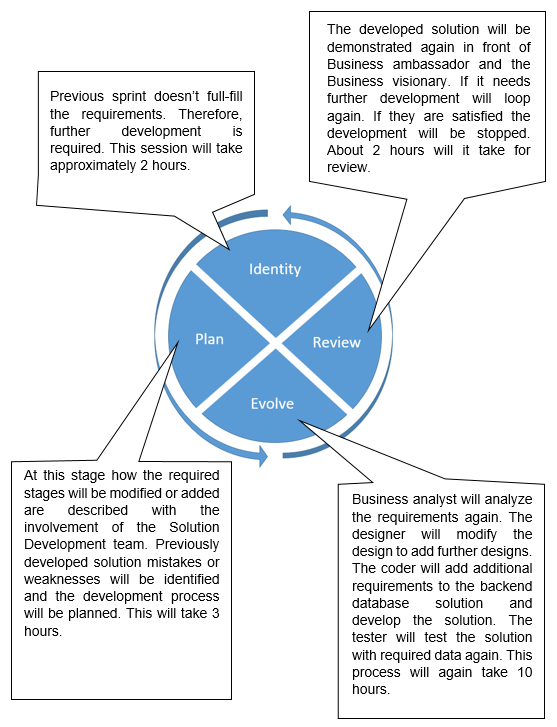 The developed solution will be
demonstrated again in front of
Business ambassador and the
Business visionary. If it needs
further development will loop
again. If they are satisfied the
development will be stopped.
About 2 hours will it take for
review.
Previous sprint doesn't full-fill
the requirements. Therefore,
further development is
required. This session will take
approximately 2 hours.
Identity
Plan
Review
Evolve
At this stage how the required
stages will be modified or added
are described with the
involvement of the Solution
Development team. Previously
developed solution mistakes or
weaknesses will be identified
and the development process
will be planned. This will take 3
hours.
Business analyst will analyze
the requirements again. The
designer will modify the
design to add further designs.
The coder will add additional
requirements to the backend
database solution and
develop the solution. The
tester will test the solution
with required data again. This
process will again take 10
hours.